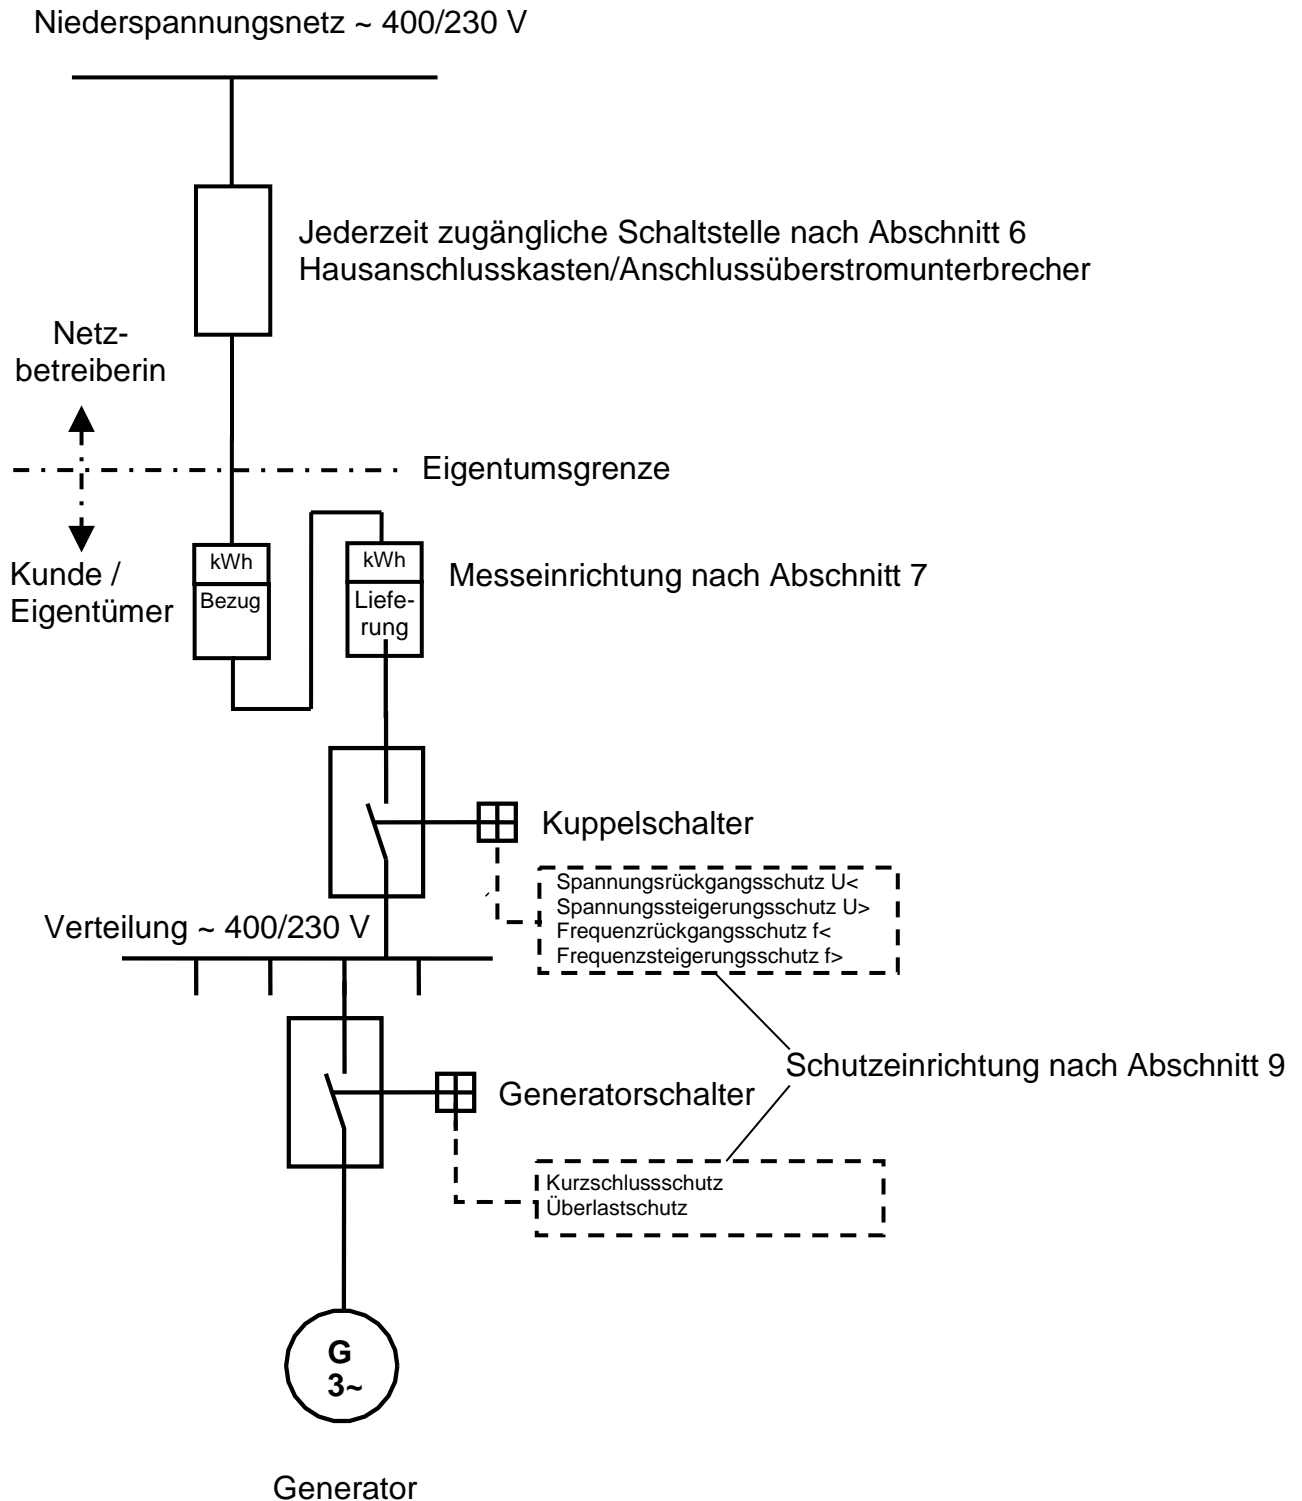 Niederspannungsnetz ~ 400/230 V
Jederzeit zugängliche Schaltstelle nach Abschnitt 6
Hausanschlusskasten/Anschlussüberstromunterbrecher
Netz-
betreiberin
Eigentumsgrenze
Kunde /
Eigentümer
kWh
Bezug
kWh
Liefe-
rung
Messeinrichtung nach Abschnitt 7
Kuppelschalter
Spannungsrückgangsschutz U<
Spannungssteigerungsschutz U>
Frequenzrückgangsschutz f<
Frequenzsteigerungsschutz f>
Verteilung ~ 400/230 V
Schutzeinrichtung nach Abschnitt 9
Generatorschalter
Kurzschlussschutz
Überlastschutz
G
3~
Generator